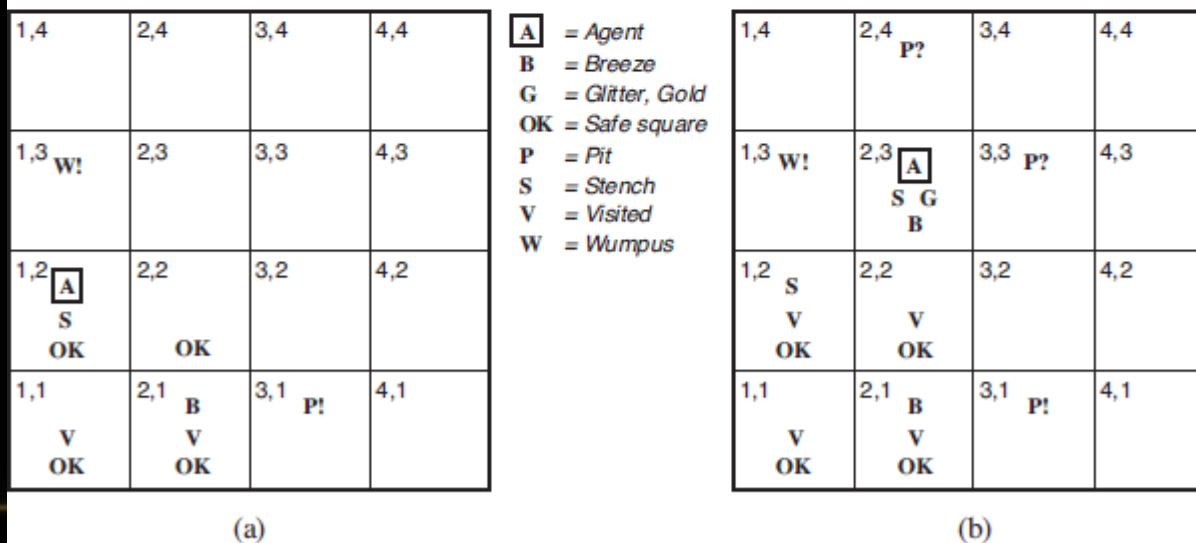 1,4 2,4 3,4 4,4
1,3 W! 2,3 3,3 4,3
1,2 A 2,2 3,2 4,2
S
OK OK
1,1 2,1 B 3,1 P! 4,1
V V
OK OK
(a)
A = Agent
B = Breeze
G = Glitter, Gold
OK = Safe square
P = Pit
S = Stench
V = Visited
W = Wumpus
1,4 2,4 P? 3,4 4,4
1,3 W! 2,3 A 3,3 P? 4,3
S G
B
1,2 S 2,2 3,2 4,2
V V
OK OK
1,1 2,1 B 3,1 P! 4,1
V V
OK OK
(b)